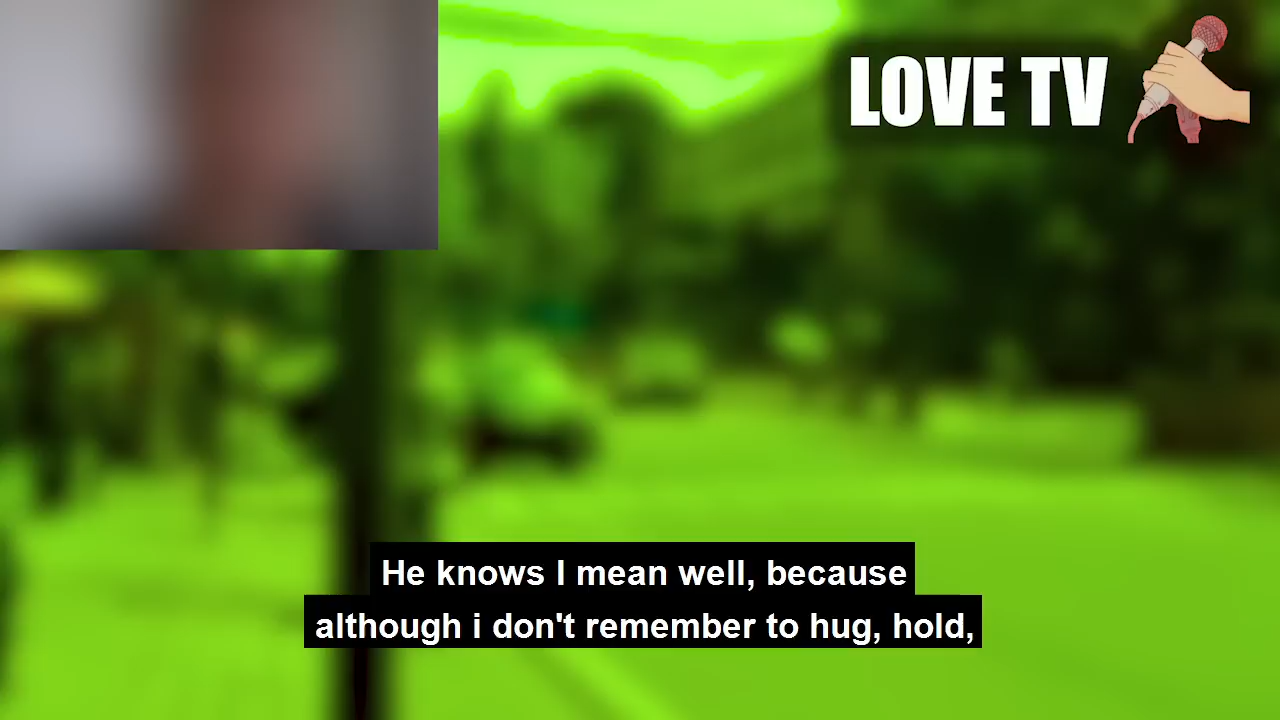 LOVE TV
He knows I mean well, because
although i don't remember to hug, hold,